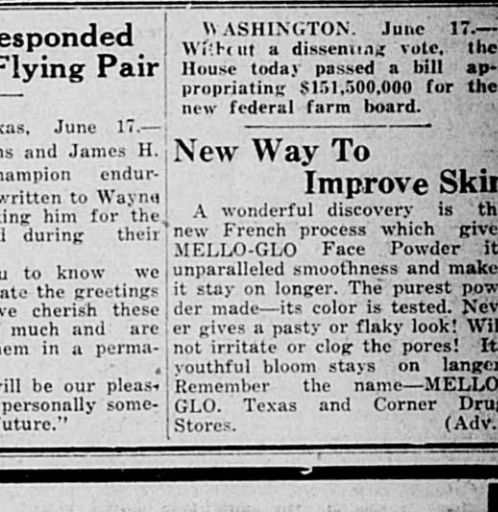 esponded
Flying Pair
xas, June 17.—
ns and James H.
hampion endur-
written to Wayne
king him for the
d during their
u to know we
ate the greetings
ve cherish these
much and are
hem in a perma-
vill be our pleas-
personally some-
uture."
WASHINGTON. June 17.—
Without a dissenting vote, the
House today passed a bill ap-
propriating $151,500,000 for the
new federal farm board.
New Way To
Improve Skin
A wonderful discovery is th
new French process which give
MELLO-GLO Face Powder it
unparalleled smoothness and make
it stay on longer. The purest pow
der made—its color is tested. Nev
er gives a pasty or flaky look! Wil
not irritate or clog the pores! It
youthful bloom stays on langer
Remember the name—MELLO
GLO. Texas and Corner Drug
Stores. (Adv.